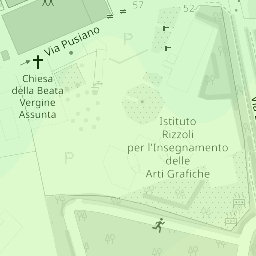 57
52
Via Pusiano
P
Chiesa
della Beata
Vergine
Assunta
Istituto
Rizzoli
per l'Insegnamento
delle
Arti Grafiche
P